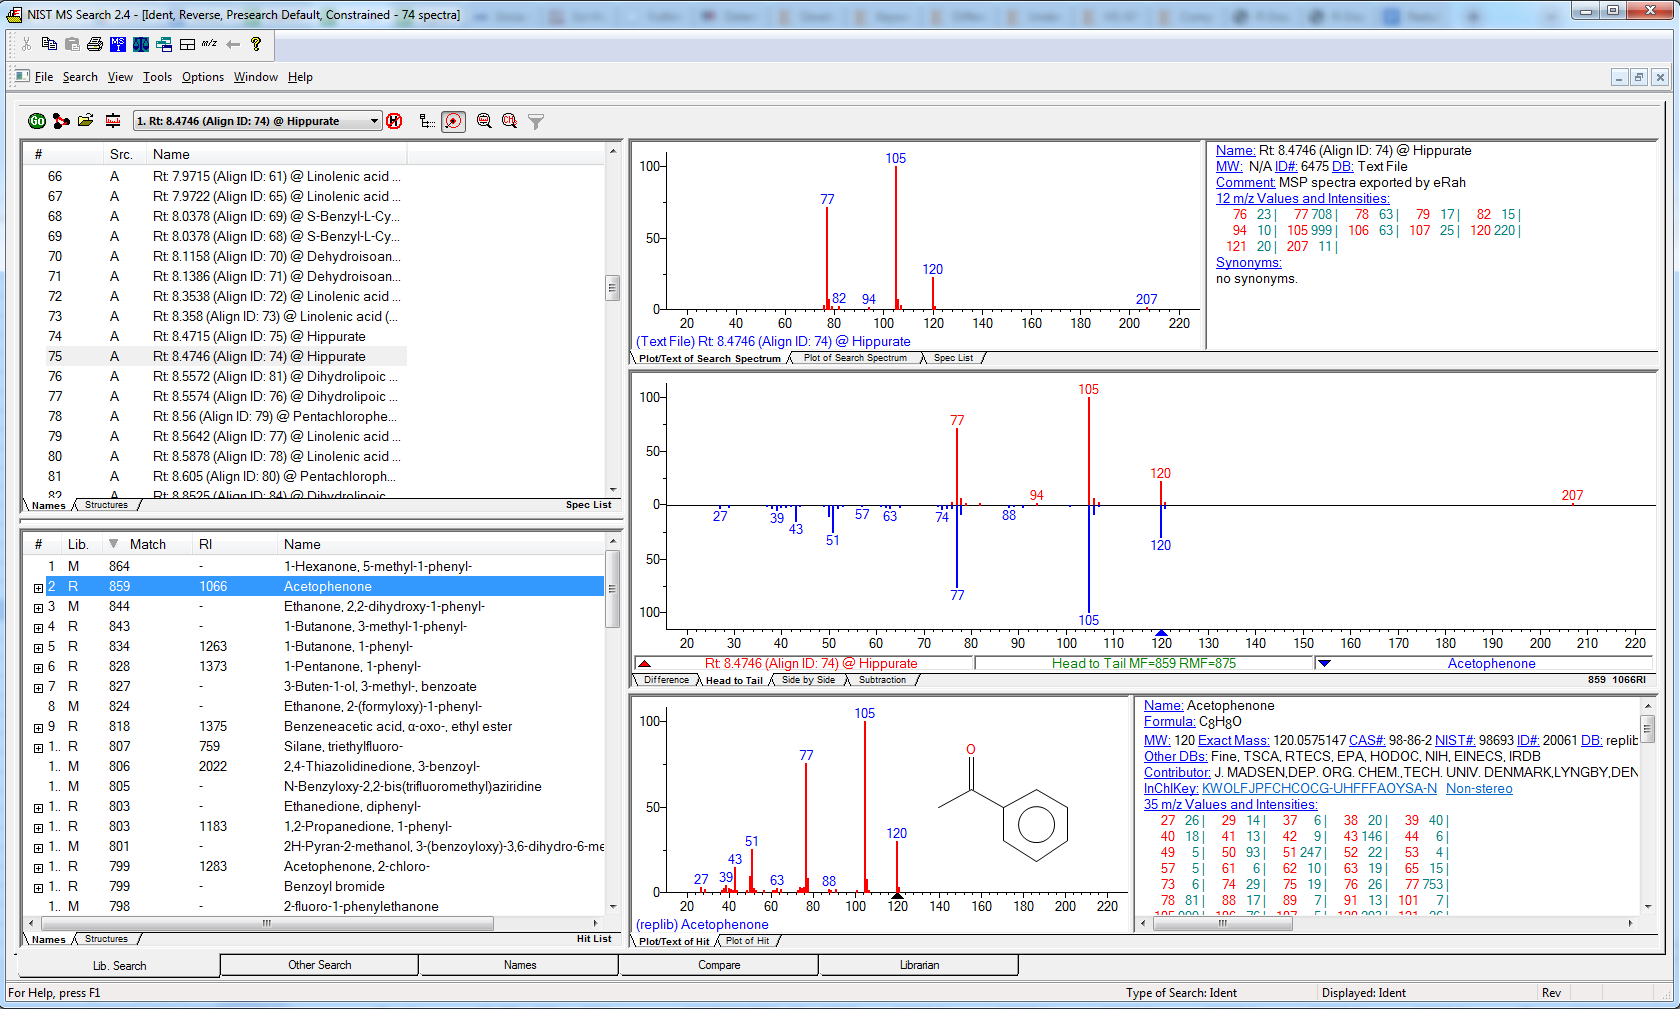 NIST MS Search 2.4 - [Ident, Reverse, Presearch Default, Constrained - 74 spectra]
File Search View Tools Options Window Help
1. Rt: 8.4746 (Align ID: 74) @ Hippurate
# Src. Name
66 A Rt: 7.9715 (Align ID: 61) @ Linolenic acid ...
67 A Rt: 7.9722 (Align ID: 65) @ Linolenic acid ...
68 A Rt: 8.0378 (Align ID: 69) @ S-Benzyl-L-Cy...
69 A Rt: 8.0378 (Align ID: 68) @ S-Benzyl-L-Cy...
70 A Rt: 8.1158 (Align ID: 70) @ Dehydroisoan...
71 A Rt: 8.1386 (Align ID: 71) @ Dehydroisoan...
72 A Rt: 8.3538 (Align ID: 72) @ Linolenic acid ...
73 A Rt: 8.358 (Align ID: 73) @ Linolenic acid (...
74 A Rt: 8.4715 (Align ID: 75) @ Hippurate
75 A Rt: 8.4746 (Align ID: 74) @ Hippurate
76 A Rt: 8.5572 (Align ID: 81) @ Dihydrolipoic ...
77 A Rt: 8.5574 (Align ID: 76) @ Dihydrolipoic ...
78 A Rt: 8.56 (Align ID: 79) @ Pentachlorophe...
79 A Rt: 8.5642 (Align ID: 77) @ Linolenic acid ...
80 A Rt: 8.5878 (Align ID: 78) @ Linolenic acid ...
81 A Rt: 8.605 (Align ID: 80) @ Pentachloroph...
82 A Rt: 8.8525 (Align ID: 84) @ Dihydrolipoic
Names Structures Spec List
# Lib. Match RI Name
1 M 864 - 1-Hexanone, 5-methyl-1-phenyl-
2 R 859 1066 Acetophenone
3 M 844 - Ethanone, 2,2-dihydroxy-1-phenyl-
4 R 843 - 1-Butanone, 3-methyl-1-phenyl-
5 R 834 1263 1-Butanone, 1-phenyl-
6 R 828 1373 1-Pentanone, 1-phenyl-
7 R 827 - 3-Buten-1-ol, 3-methyl-, benzoate
8 M 824 - Ethanone, 2-(formyloxy)-1-phenyl-
9 R 818 1375 Benzeneacetic acid, α-oxo-, ethyl ester
1.. R 807 759 Silane, triethylfluoro-
1.. M 806 2022 2,4-Thiazolidinedione, 3-benzoyl-
1.. M 805 - N-Benzyloxy-2,2-bis(trifluoromethyl)aziridine
1.. R 803 - Ethanedione, diphenyl-
1.. R 803 1183 1,2-Propanedione, 1-phenyl-
1.. M 801 - 2H-Pyran-2-methanol, 3-(benzoyloxy)-3,6-dihydro-6-me
1.. R 799 1283 Acetophenone, 2-chloro-
1.. R 799 - Benzoyl bromide
1.. M 798 - 2-fluoro-1-phenylethanone
Names Structures Hit List
105
100
77
50
120
82 94 207
0
20 40 60 80 100 120 140 160 180 200 220
(Text File) Rt: 8.4746 (Align ID: 74) @ Hippurate
Plot/Text of Search Spectrum Plot of Search Spectrum Spec List
Name: Rt: 8.4746 (Align ID: 74) @ Hippurate
MW: N/A ID#: 6475 DB: Text File
Comment: MSP spectra exported by eRah
12 m/z Values and Intensities:
76 23 | 77 708 | 78 63 | 79 17 | 82 15 |
94 10 | 105 999 | 106 63 | 107 25 | 120 220 |
121 20 | 207 11 |
Synonyms:
no synonyms.
105
100
77
50
120
94 207
0
27 39 43 51 57 63 74 88
120
50
77
100
105
20 30 40 50 60 70 80 90 100 110 120 130 140 150 160 170 180 190 200 210 220
Rt: 8.4746 (Align ID: 74) @ Hippurate Head to Tail MF=859 RMF=875 Acetophenone
Difference Head to Tail Side by Side Subtraction 859 1066RI
105
100
77
O
50
120
51
43
27 39 63 88
0
20 40 60 80 100 120 140 160 180 200 220
(replib) Acetophenone
Plot/Text of Hit Plot of Hit
Name: Acetophenone
Formula: C8H8O
MW: 120 Exact Mass: 120.0575147 CAS#: 98-86-2 NIST#: 98693 ID#: 20061 DB: replib
Other DBs: Fine, TSCA, RTECS, EPA, HODOC, NIH, EINECS, IRDB
Contributor: J. MADSEN,DEP. ORG. CHEM.,TECH. UNIV. DENMARK,LYNGBY,DEN
InChIKey: KWOLFJPFCHCOCG-UHFFFAOYSA-N Non-stereo
35 m/z Values and Intensities:
27 26 | 29 14 | 37 6 | 38 20 | 39 40 |
40 18 | 41 13 | 42 9 | 43 146 | 44 6 |
49 5 | 50 93 | 51 247 | 52 22 | 53 4 |
57 5 | 61 6 | 62 10 | 63 19 | 65 15 |
73 6 | 74 29 | 75 19 | 76 26 | 77 753 |
78 81 | 88 17 | 89 7 | 91 13 | 101 7 |
Lib. Search Other Search Names Compare Librarian
For Help, press F1 Type of Search: Ident Displayed: Ident Rev